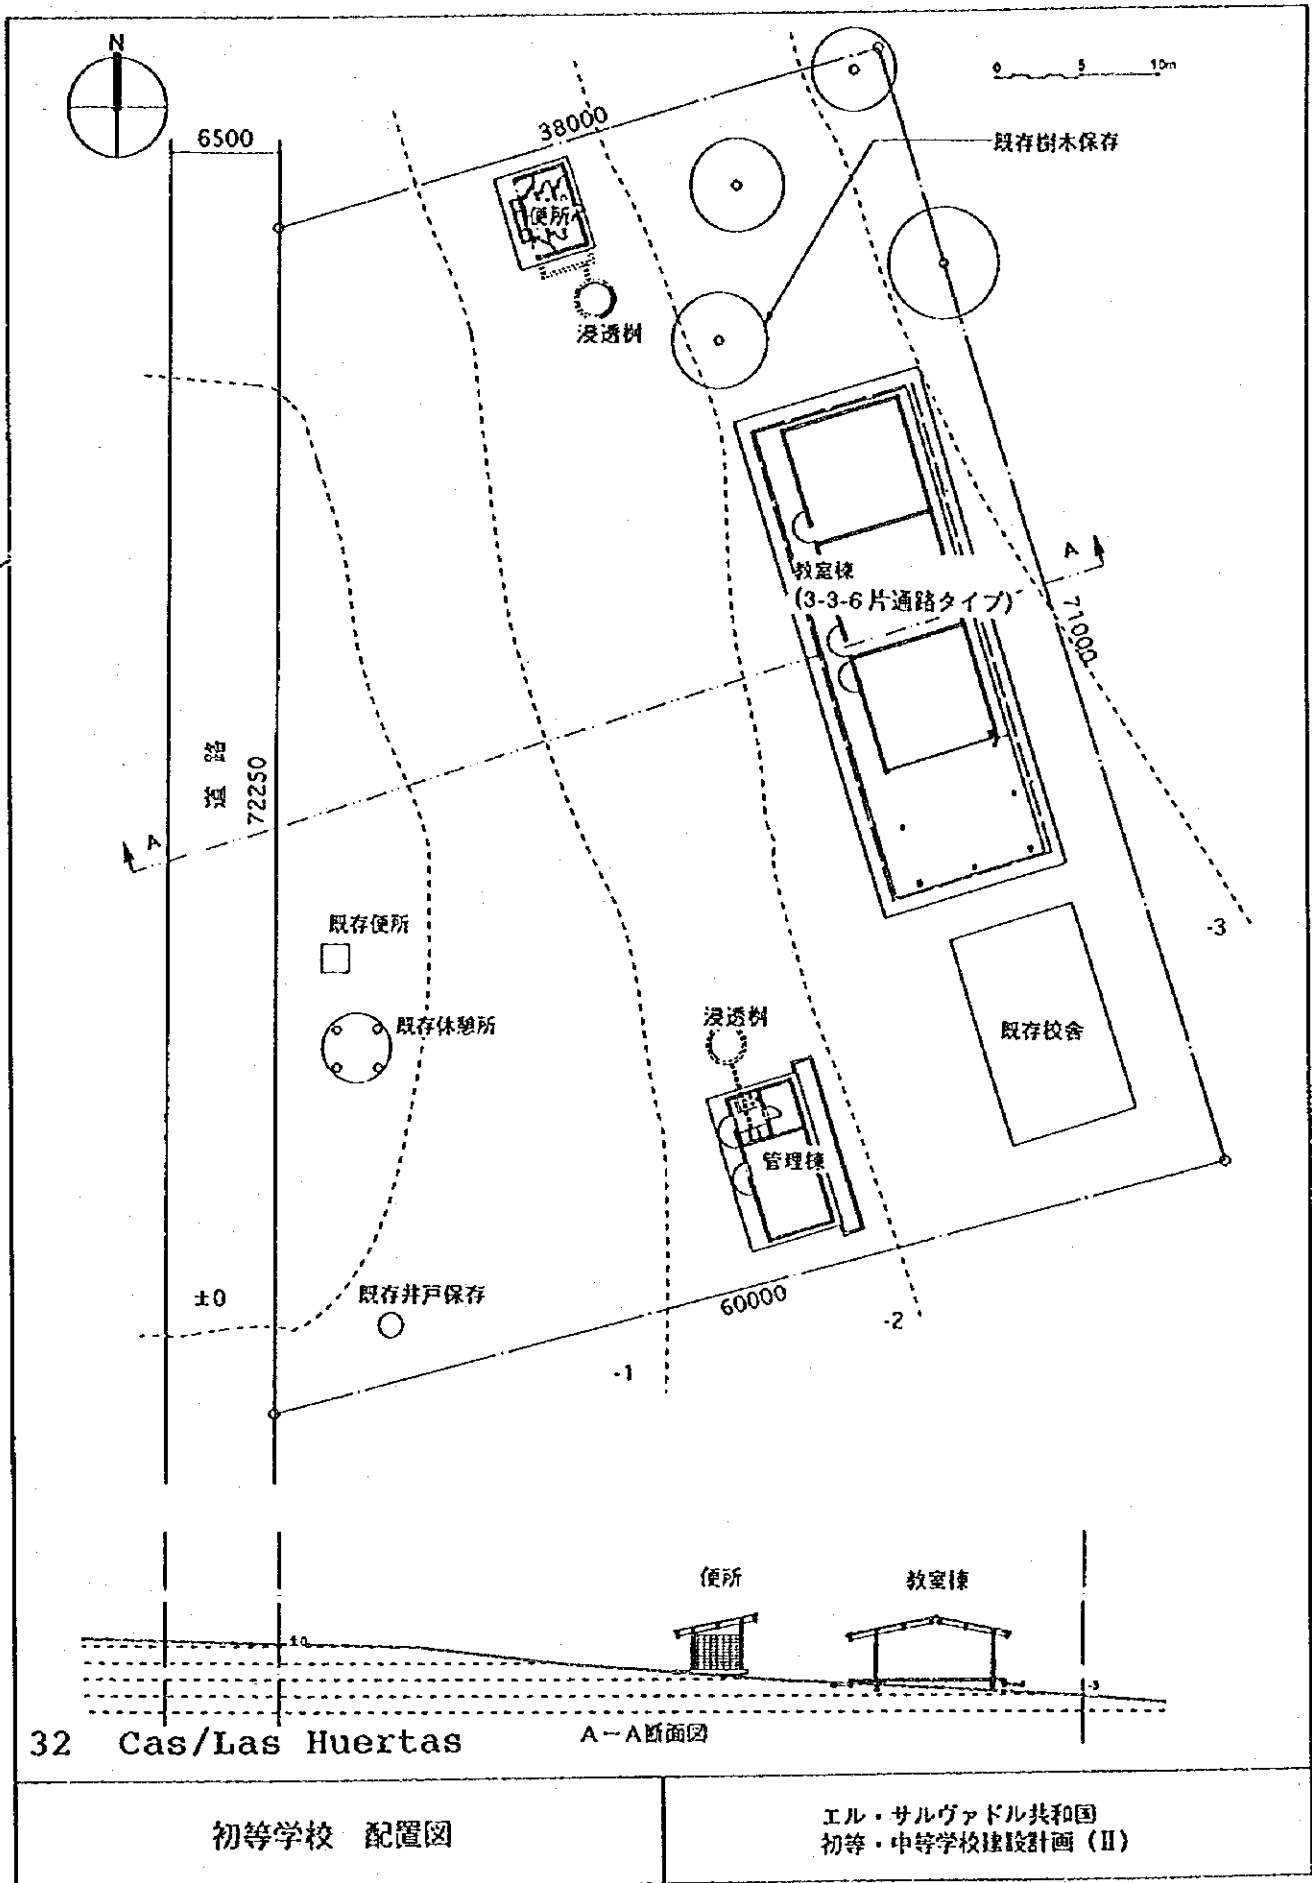 N
0 5 10m
6500
38000
既存樹木保存
便所
浸透桝
A
教室棟
(3-3-6片通路タイプ)
71000
道路
72250
A
既存便所
-3
既存休憩所
浸透桝
既存校舎
管理棟
±0
既存井戸保存
60000
-2
-1
便所
教室棟
±0
-3
A-A断面図
32 Cas/Las Huertas
初等学校 配置図
エル・サルヴァドル共和国
初等・中等学校建設計画(II)